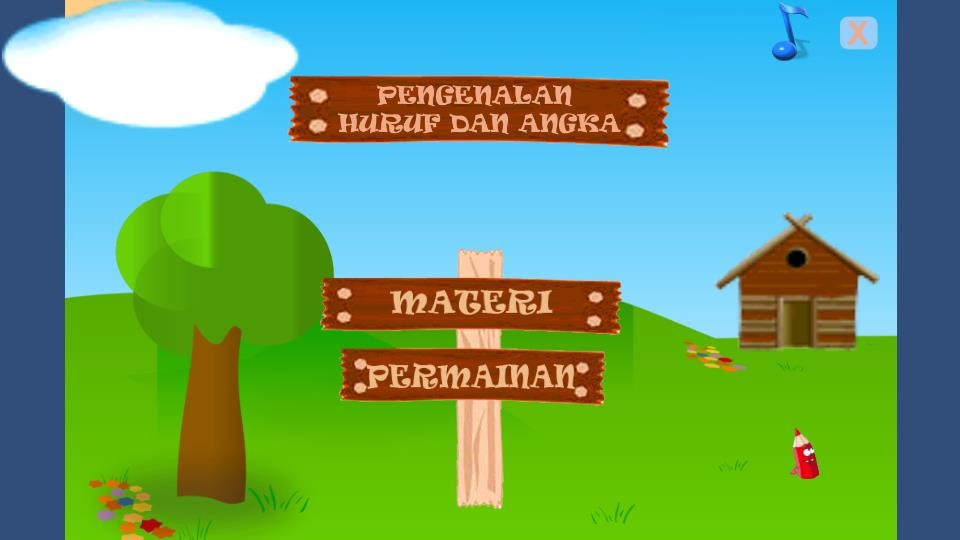 X
PENGENALAN
HURUF DAN ANGKA
MATERI
PERMAINAN